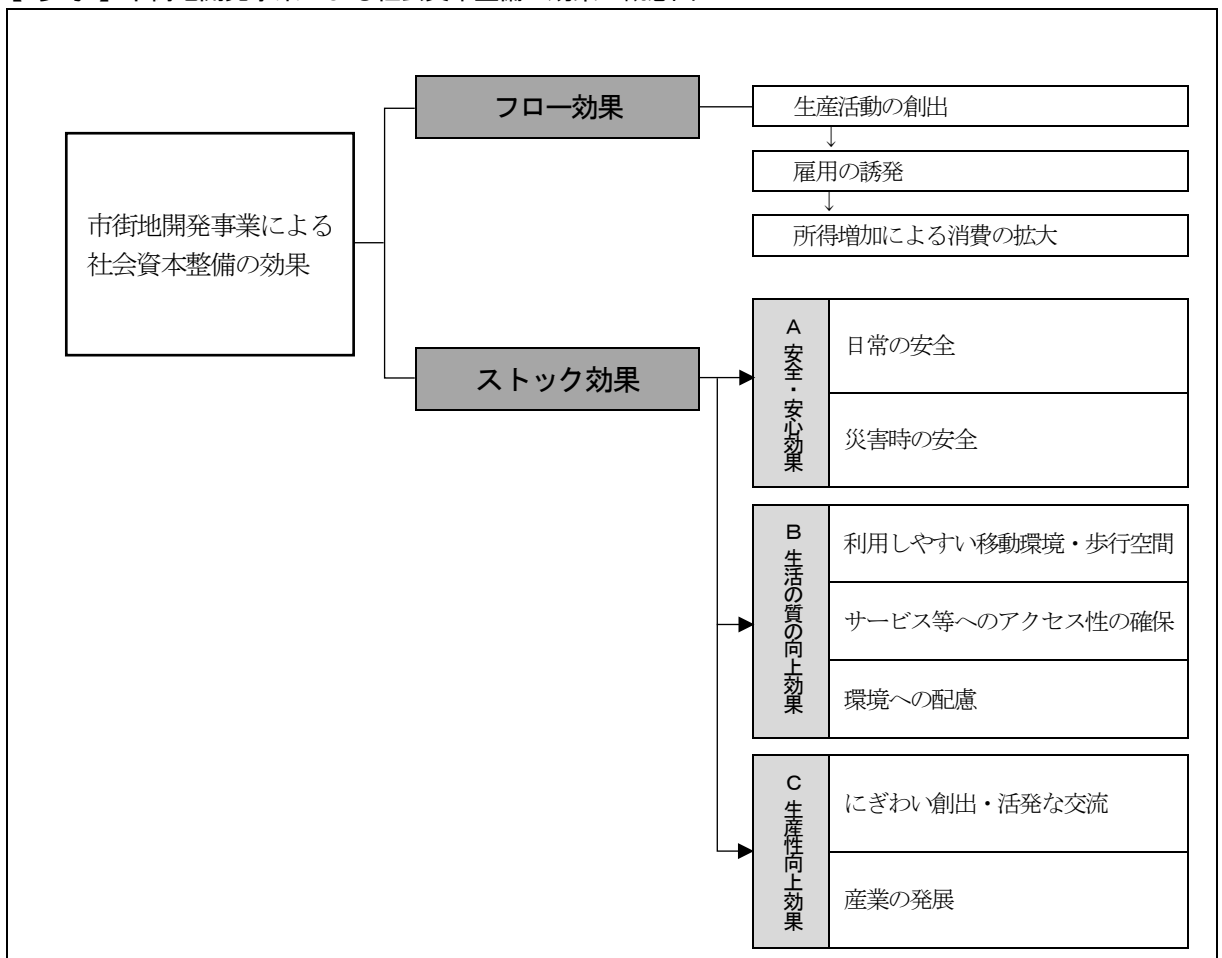 市街地開発事業による
社会資本整備の効果
フロー効果
生産活動の創出
↓
雇用の誘発
↓
所得増加による消費の拡大
ストック効果
A 安全・安心効果
日常の安全
災害時の安全
B 生活の質の向上効果
利用しやすい移動環境・歩行空間
サービス等へのアクセス性の確保
環境への配慮
C 生産性向上効果
にぎわい創出・活発な交流
産業の発展